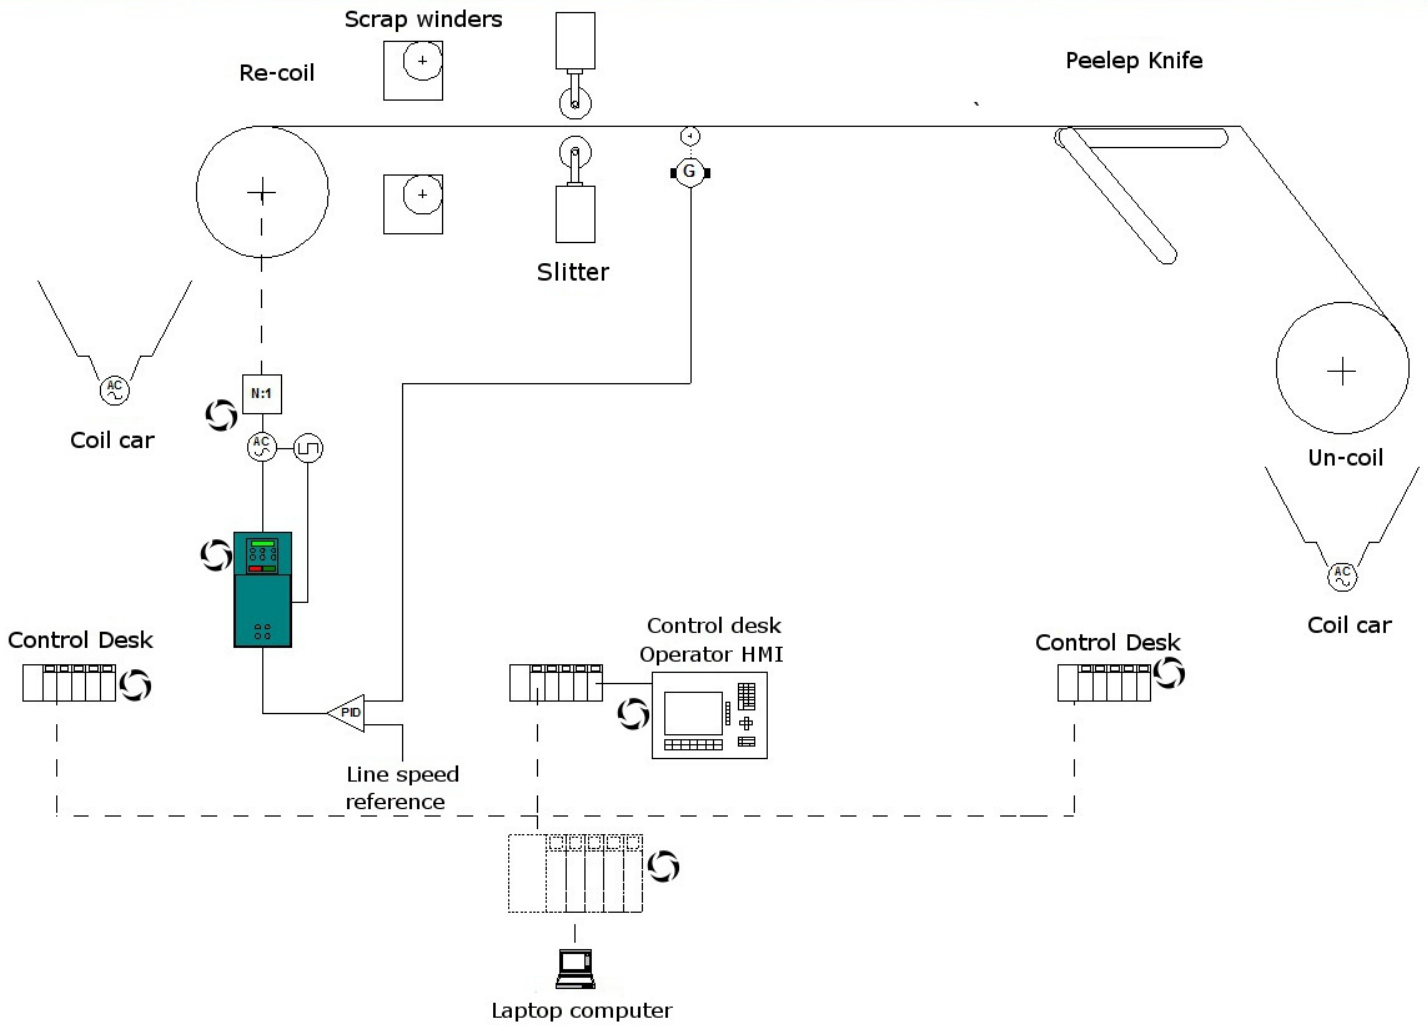 Scrap winders
Re-coil
Peelep Knife
`
G
Slitter
N:1
AC
Coil car
AC
Un-coil
AC
Coil car
Control Desk
Control desk
Operator HMI
Control Desk
PID
Line speed
reference
Laptop computer